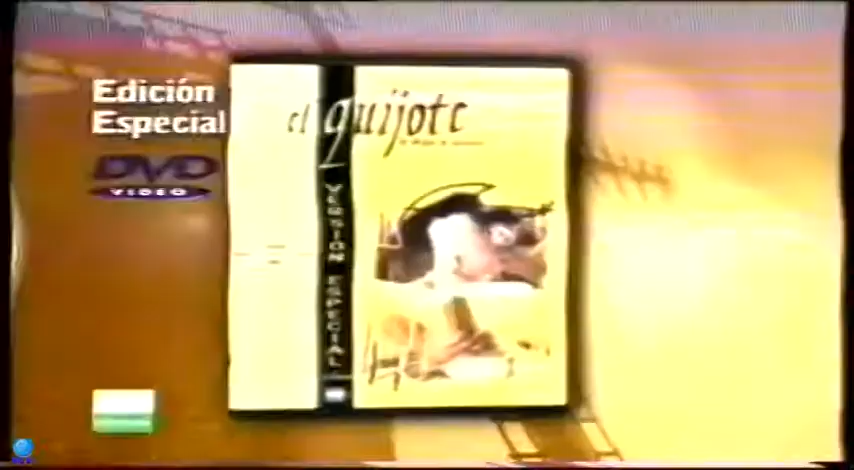 Edición
Especial
DVD
VIDEO
el quijote
VERSIÓN ESPECIAL